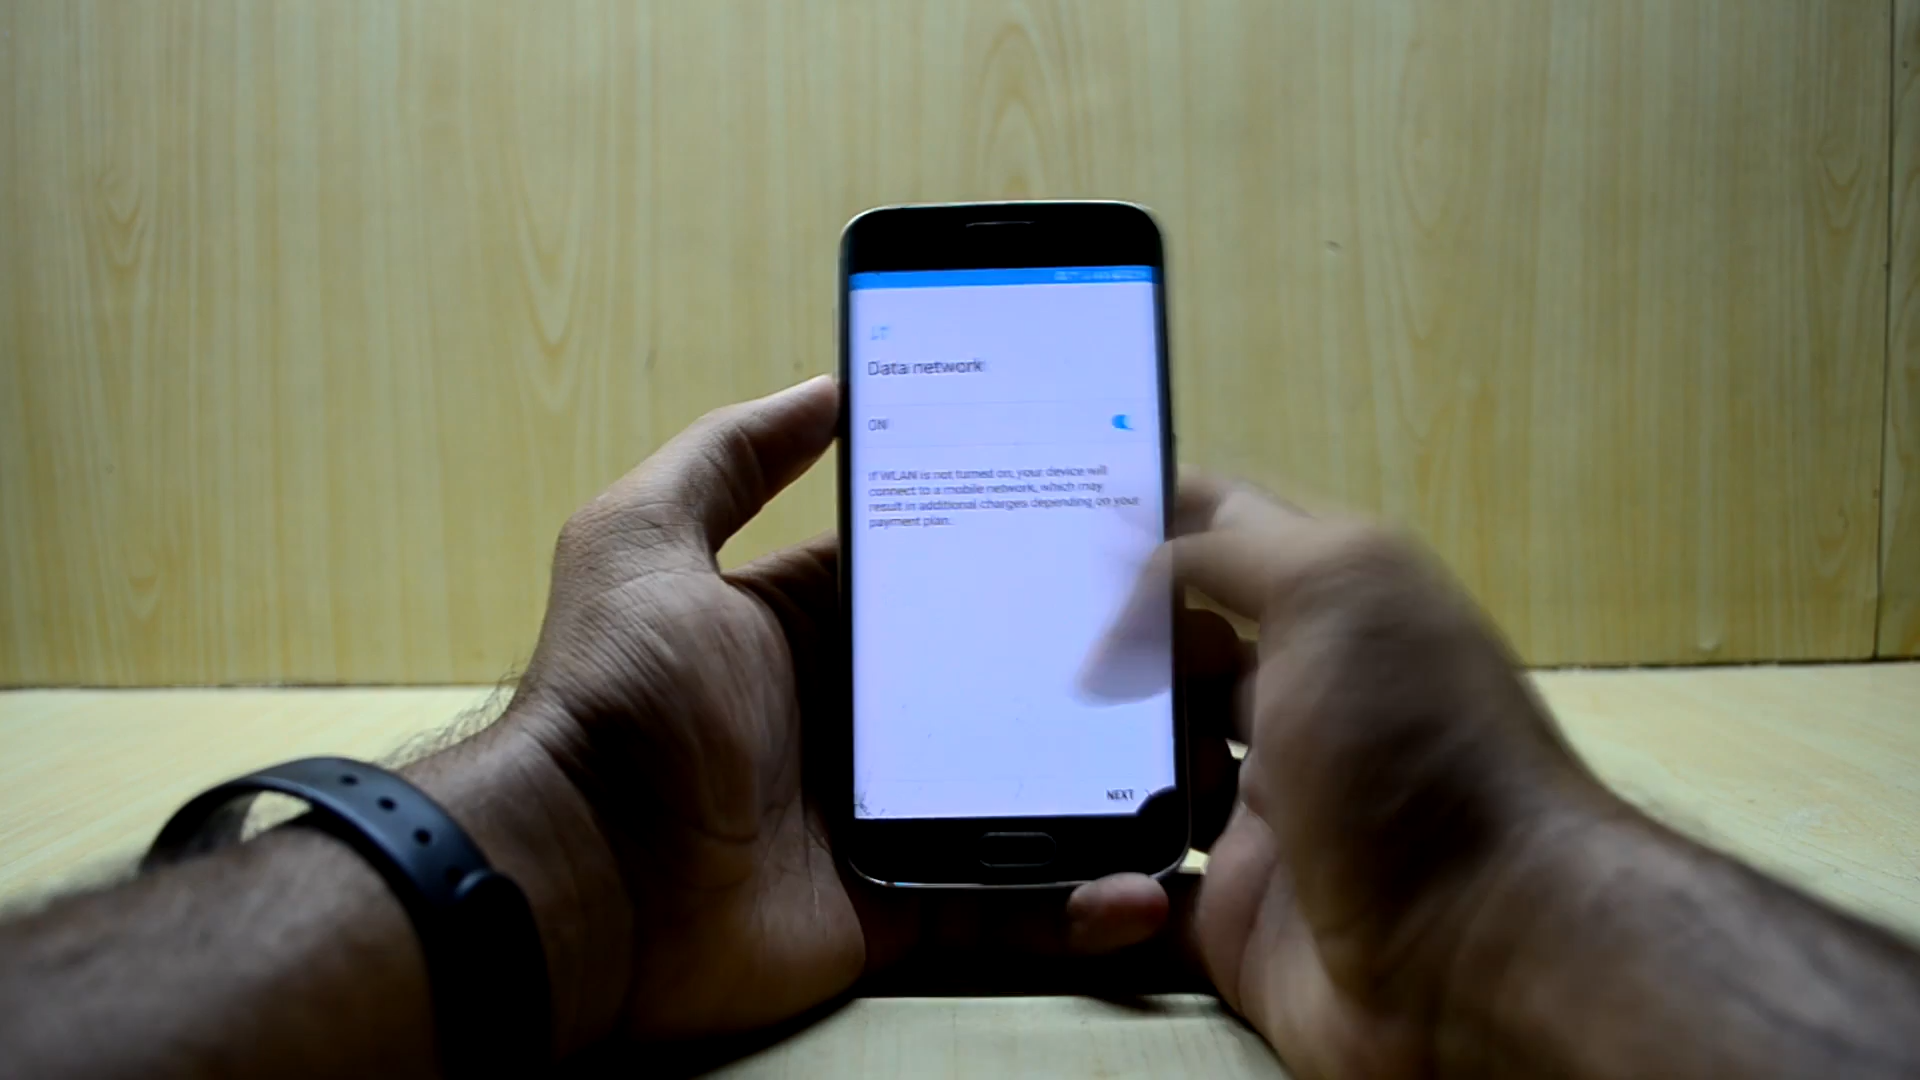 Data network
ON
If WLAN is not turned on, your device will
connect to a mobile network, which may
result in additional charges depending on your
payment plan.
NEXT